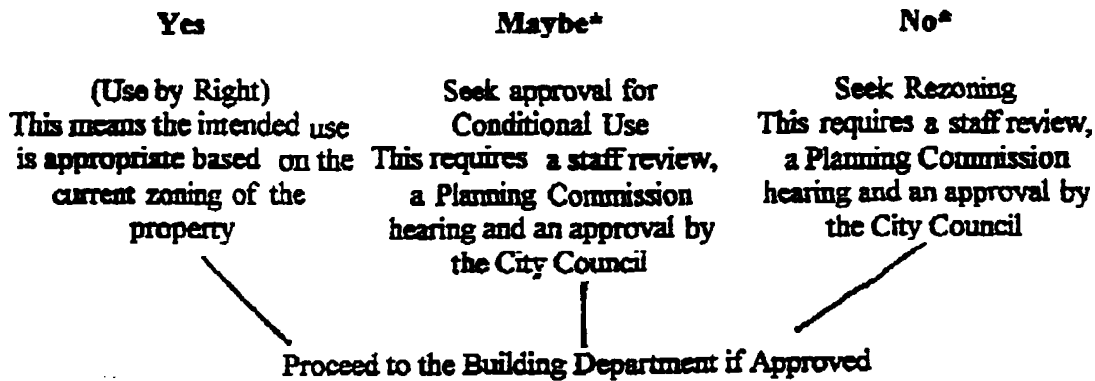 Yes
(Use by Right)
This means the intended use
is appropriate based on the
current zoning of the
property
Maybe*
Seek approval for
Conditional Use
This requires a staff review,
a Planning Commission
hearing and an approval by
the City Council
No*
Seek Rezoning
This requires a staff review,
a Planning Commission
hearing and an approval by
the City Council
Proceed to the Building Department if Approved